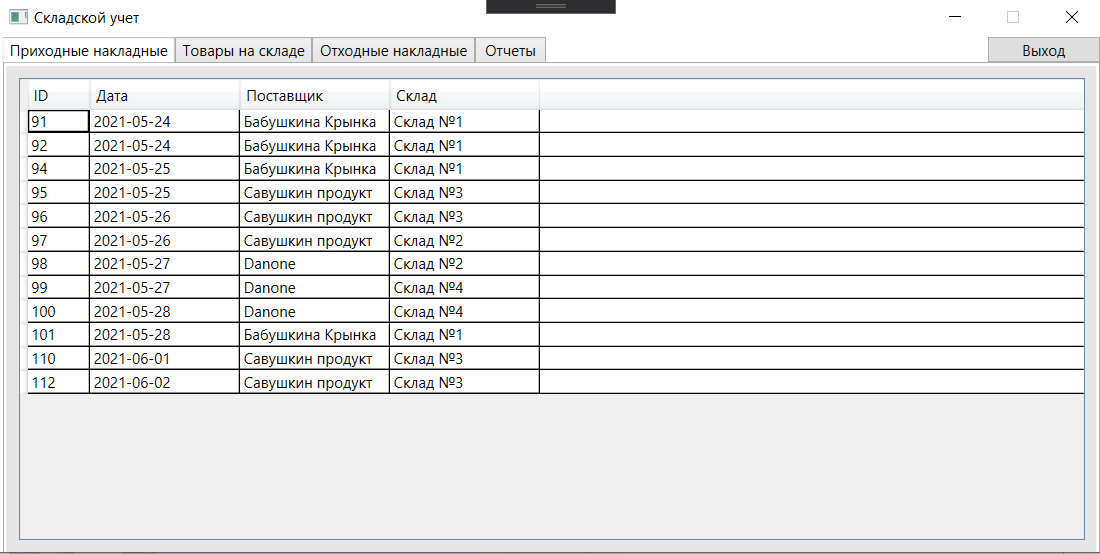 Складской учет
Приходные накладные Товары на складе Отходные накладные Отчеты Выход
ID Дата Поставщик Склад
91 2021-05-24 Бабушкина Крынка Склад №1
92 2021-05-24 Бабушкина Крынка Склад №1
94 2021-05-25 Бабушкина Крынка Склад №1
95 2021-05-25 Савушкин продукт Склад №3
96 2021-05-26 Савушкин продукт Склад №3
97 2021-05-26 Савушкин продукт Склад №2
98 2021-05-27 Danone Склад №2
99 2021-05-27 Danone Склад №4
100 2021-05-28 Danone Склад №4
101 2021-05-28 Бабушкина Крынка Склад №1
110 2021-06-01 Савушкин продукт Склад №3
112 2021-06-02 Савушкин продукт Склад №3